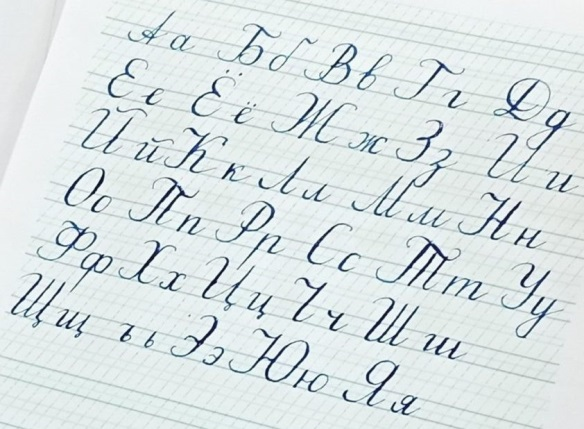 Аа Бб Вв Гг Дд
Ее Ёё Жж Зз Ии
Йй Кк Лл Мм Нн
Оо Пп Рр Сс Тт Уу
Фф Хх Цц Чч Шш
Щщ ъ ь Ээ Юю Яя